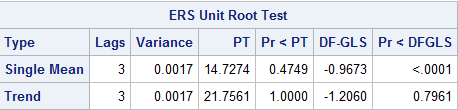 ERS Unit Root Test
Type Lags Variance PT Pr < PT DF-GLS Pr < DFGLS
Single Mean 3 0.0017 14.7274 0.4749 -0.9673 <.0001
Trend 3 0.0017 21.7561 1.0000 -1.2060 0.7961